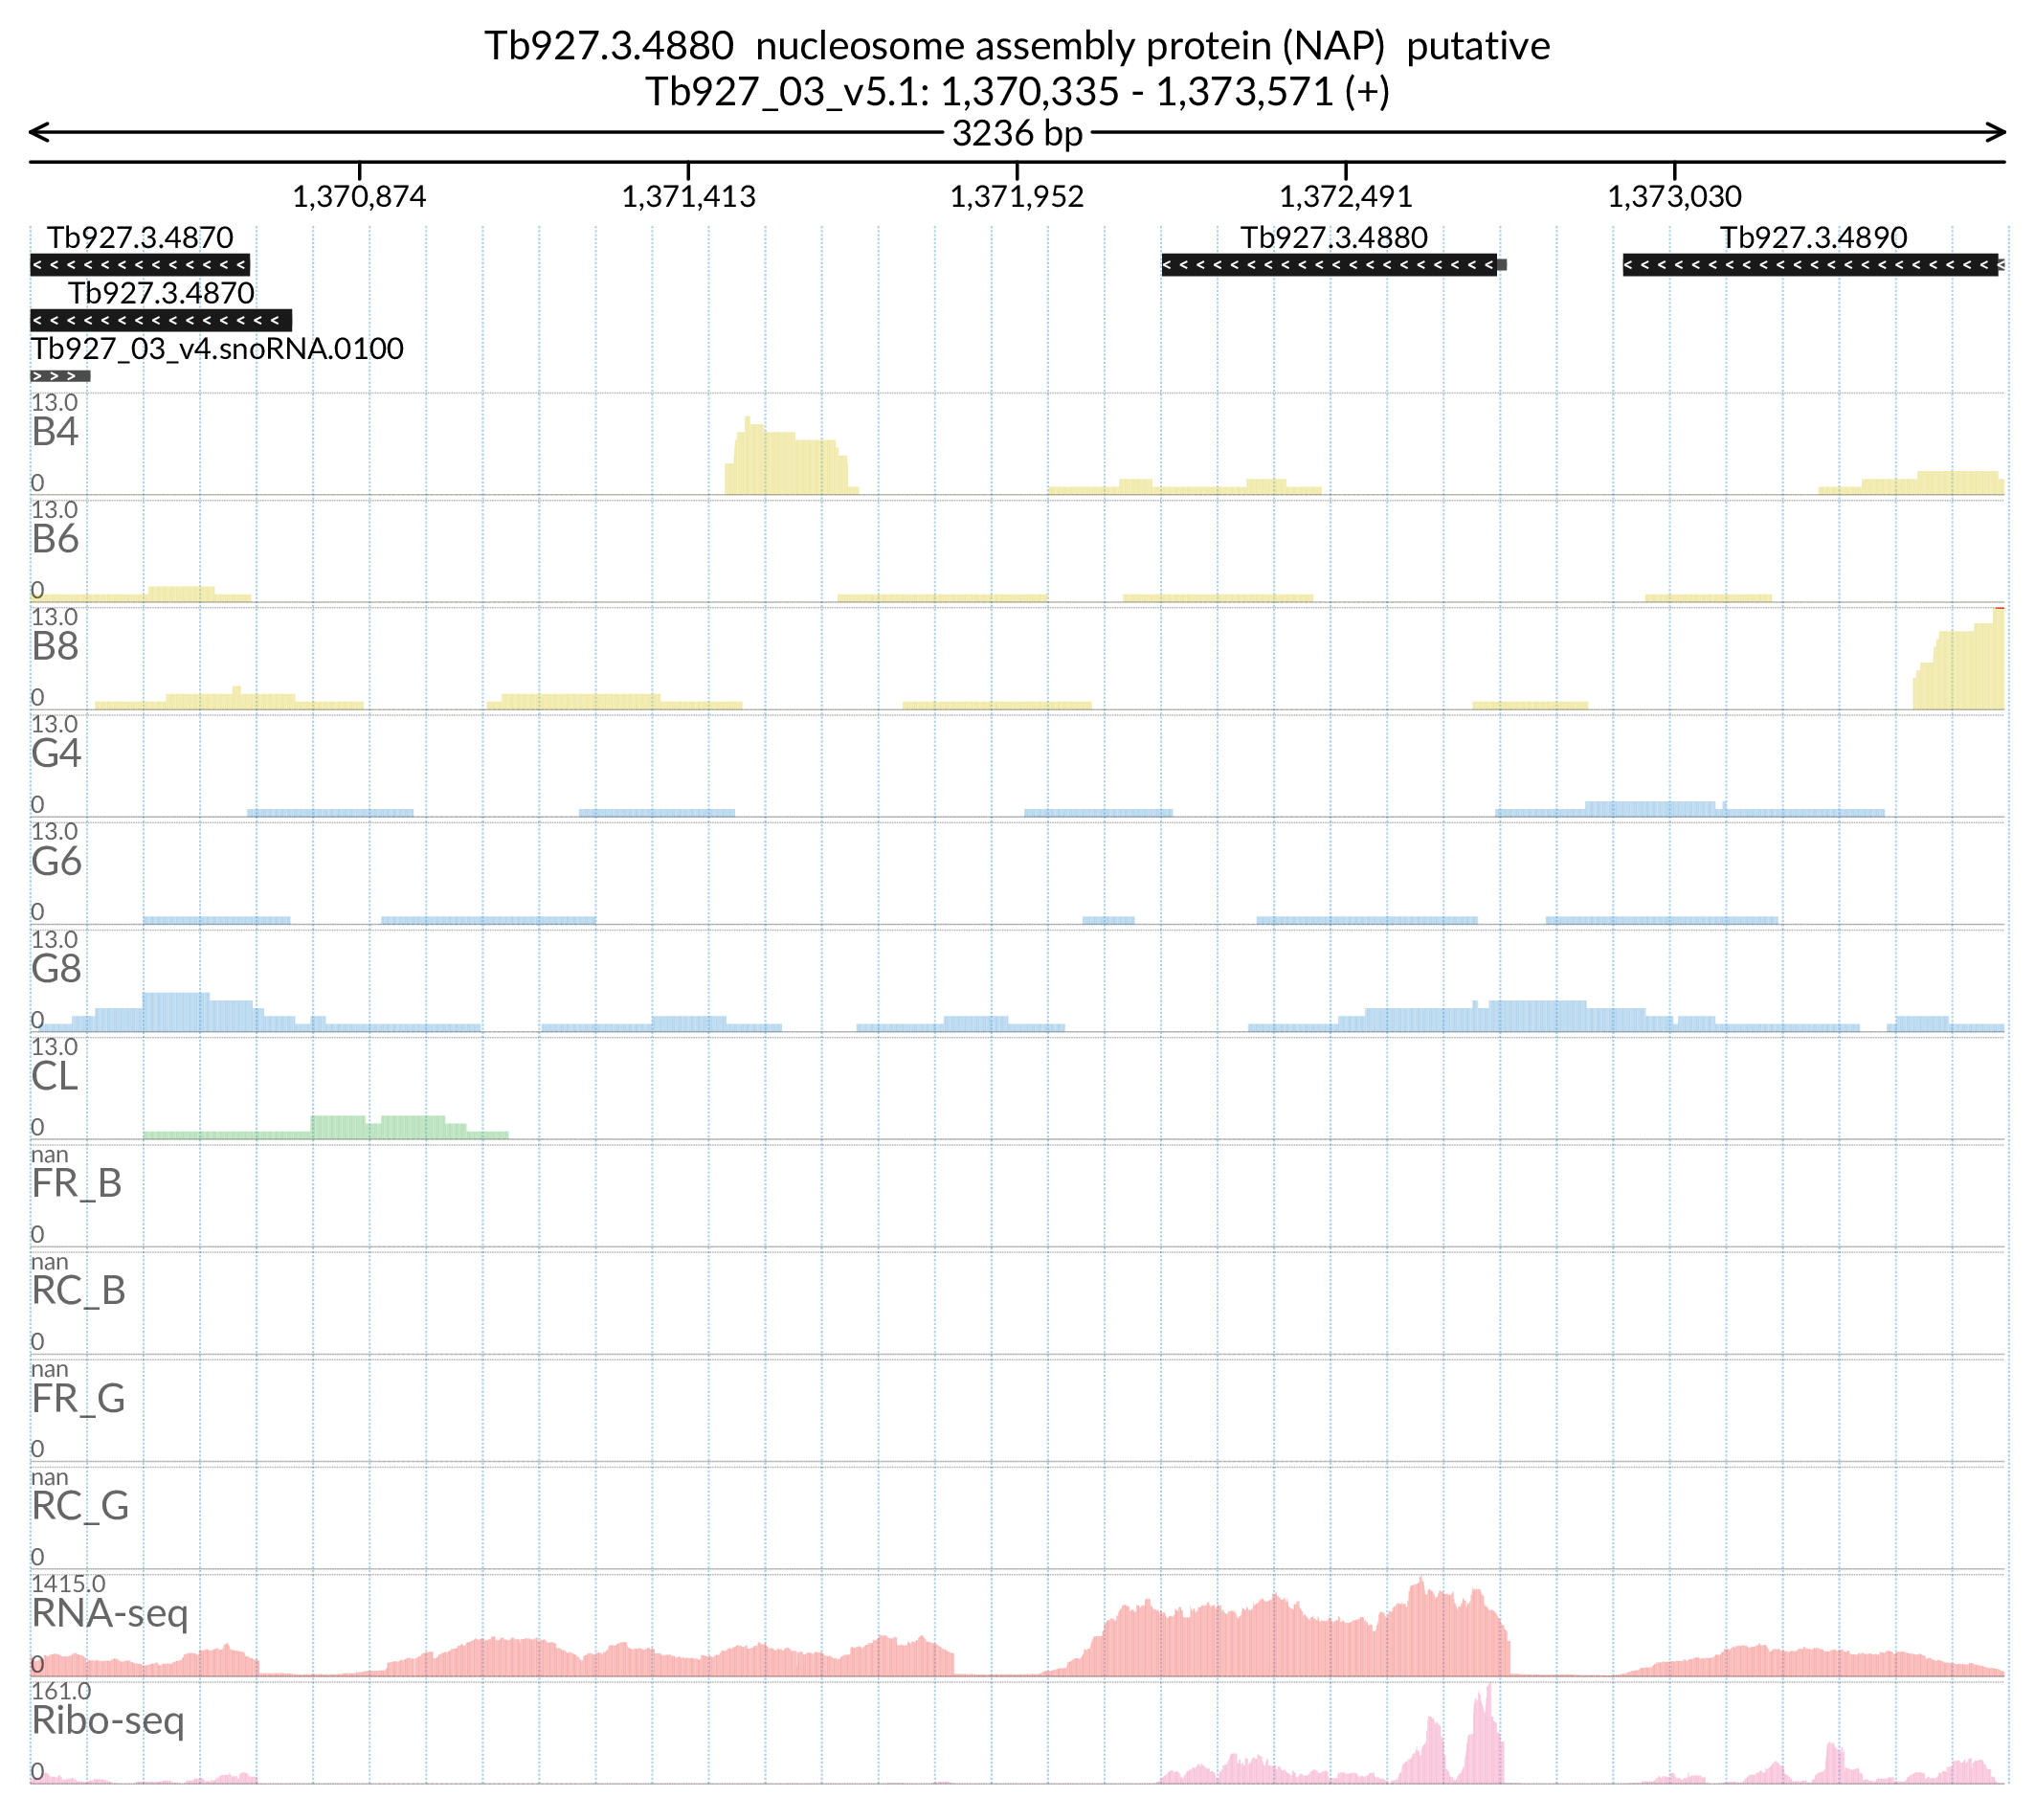 Tb927.3.4880 nucleosome assembly protein (NAP) putative
Tb927_03_v5.1: 1,370,335 - 1,373,571 (+)
3236 bp
1,370,874 1,371,413 1,371,952 1,372,491 1,373,030
Tb927.3.4870 Tb927.3.4880 Tb927.3.4890
Tb927.3.4870
Tb927_03_v4.snoRNA.0100
13.0
B4
0
13.0
B6
0
13.0
B8
0
13.0
G4
0
13.0
G6
0
13.0
G8
0
13.0
CL
0
nan
FR_B
0
nan
RC_B
0
nan
FR_G
0
nan
RC_G
0
1415.0
RNA-seq
0
161.0
Ribo-seq
0